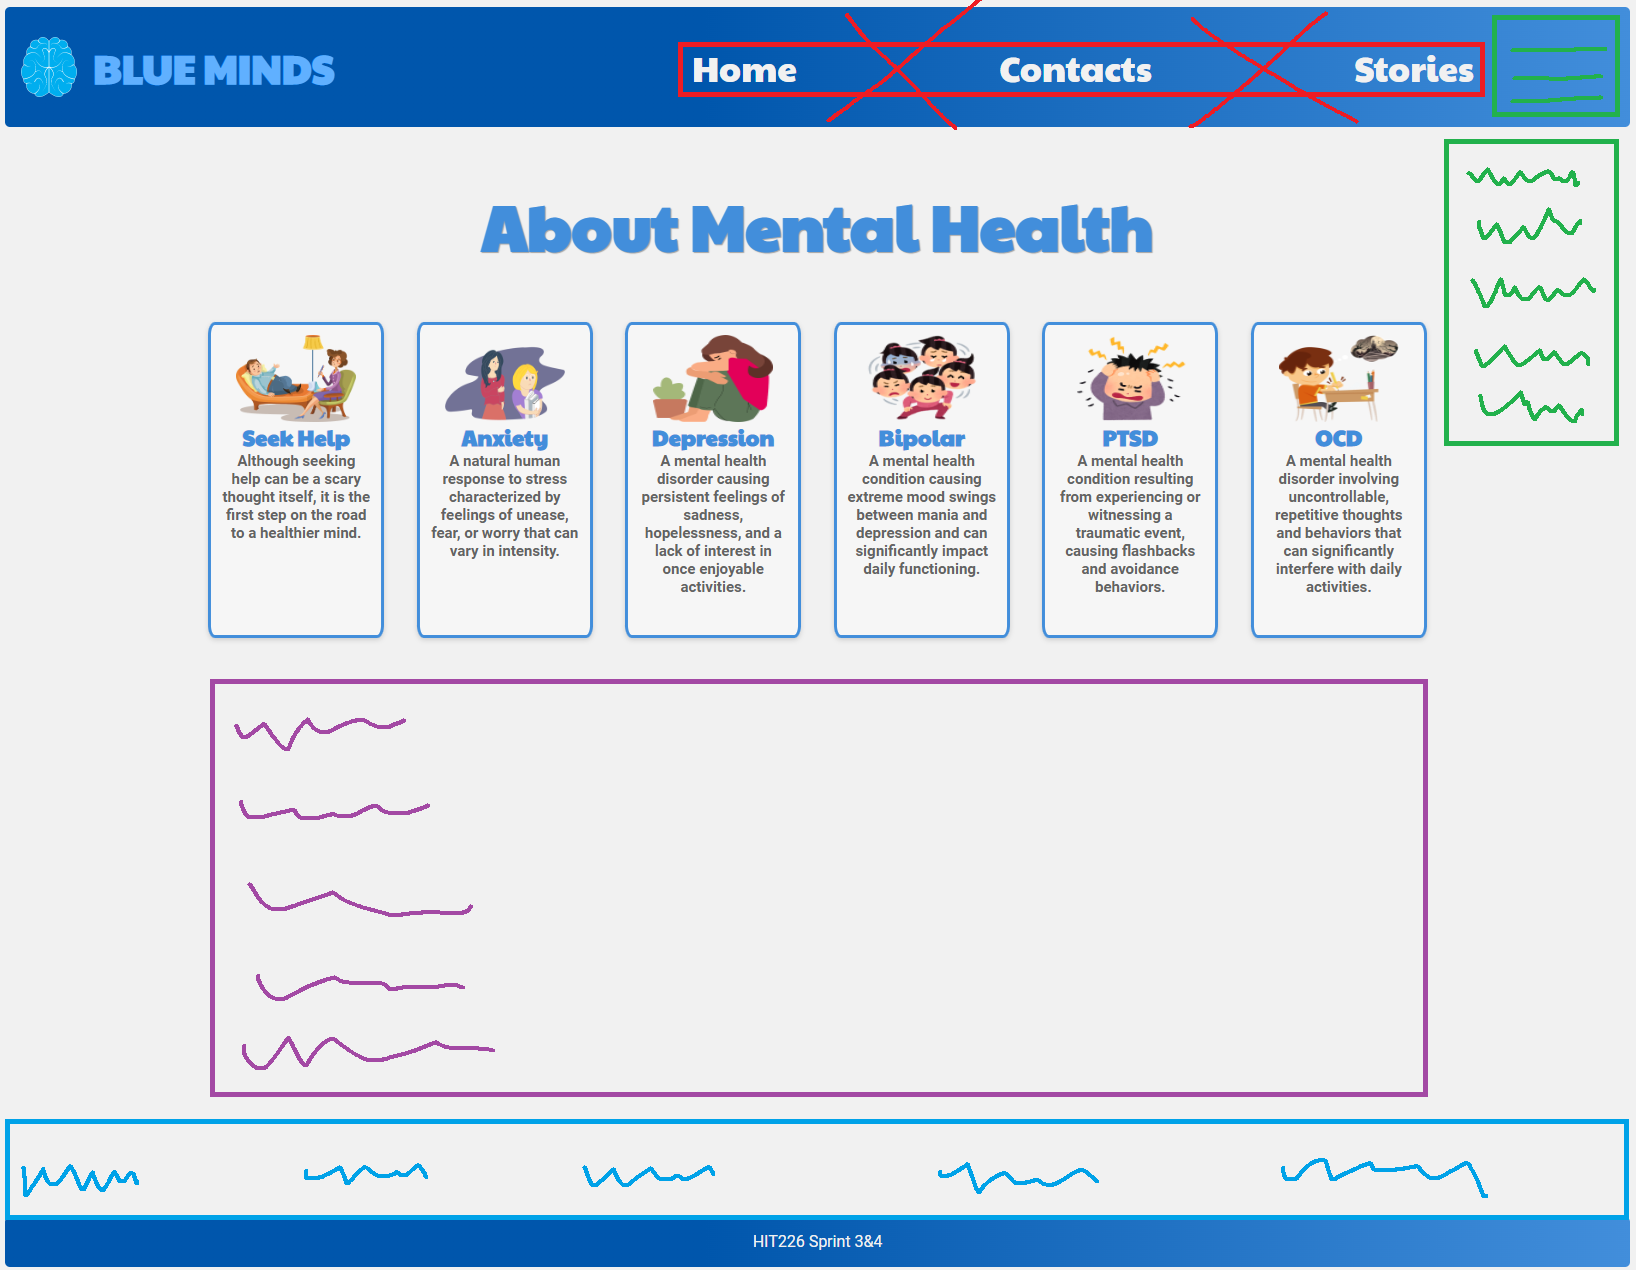 BLUE MINDS
Home Contacts Stories
About Mental Health
Seek Help
Although seeking
help can be a scary
thought itself, it is the
first step on the road
to a healthier mind.
Anxiety
A natural human
response to stress
characterized by
feelings of unease,
fear, or worry that can
vary in intensity.
Depression
A mental health
disorder causing
persistent feelings of
sadness,
hopelessness, and a
lack of interest in
once enjoyable
activities.
Bipolar
A mental health
condition causing
extreme mood swings
between mania and
depression and can
significantly impact
daily functioning.
PTSD
A mental health
condition resulting
from experiencing or
witnessing a
traumatic event,
causing flashbacks
and avoidance
behaviors.
OCD
A mental health
disorder involving
uncontrollable,
repetitive thoughts
and behaviors that
can significantly
interfere with daily
activities.
HIT226 Sprint 3&4